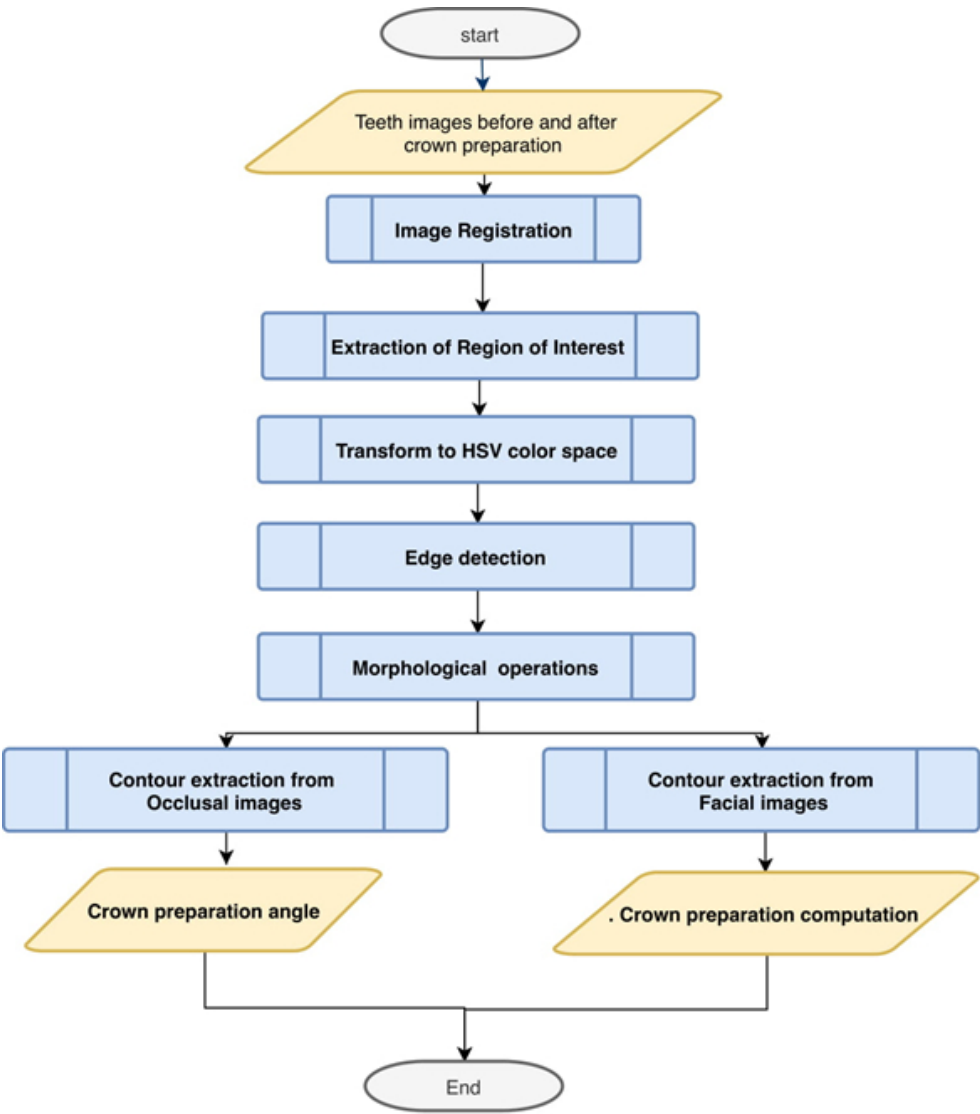 start
Teeth images before and after
crown preparation
Image Registration
Extraction of Region of Interest
Transform to HSV color space
Edge detection
Morphological operations
Contour extraction from
Occlusal images
Contour extraction from
Facial images
Crown preparation angle
. Crown preparation computation
End